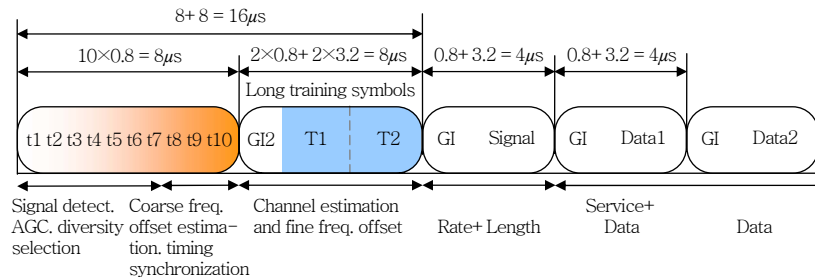 8+ 8 = 16μs
10×0.8 = 8μs
2×0.8+ 2×3.2 = 8μs
0.8+ 3.2 = 4μs
0.8+ 3.2 = 4μs
Long training symbols
t1 t2 t3 t4 t5 t6 t7 t8 t9 t10
GI2 T1 T2
GI Signal
GI Data1
GI Data2
Signal detect.
AGC. diversity
selection
Coarse freq.
offset estima-
tion. timing
synchronization
Channel estimation
and fine freq. offset
Rate+ Length
Service+
Data
Data